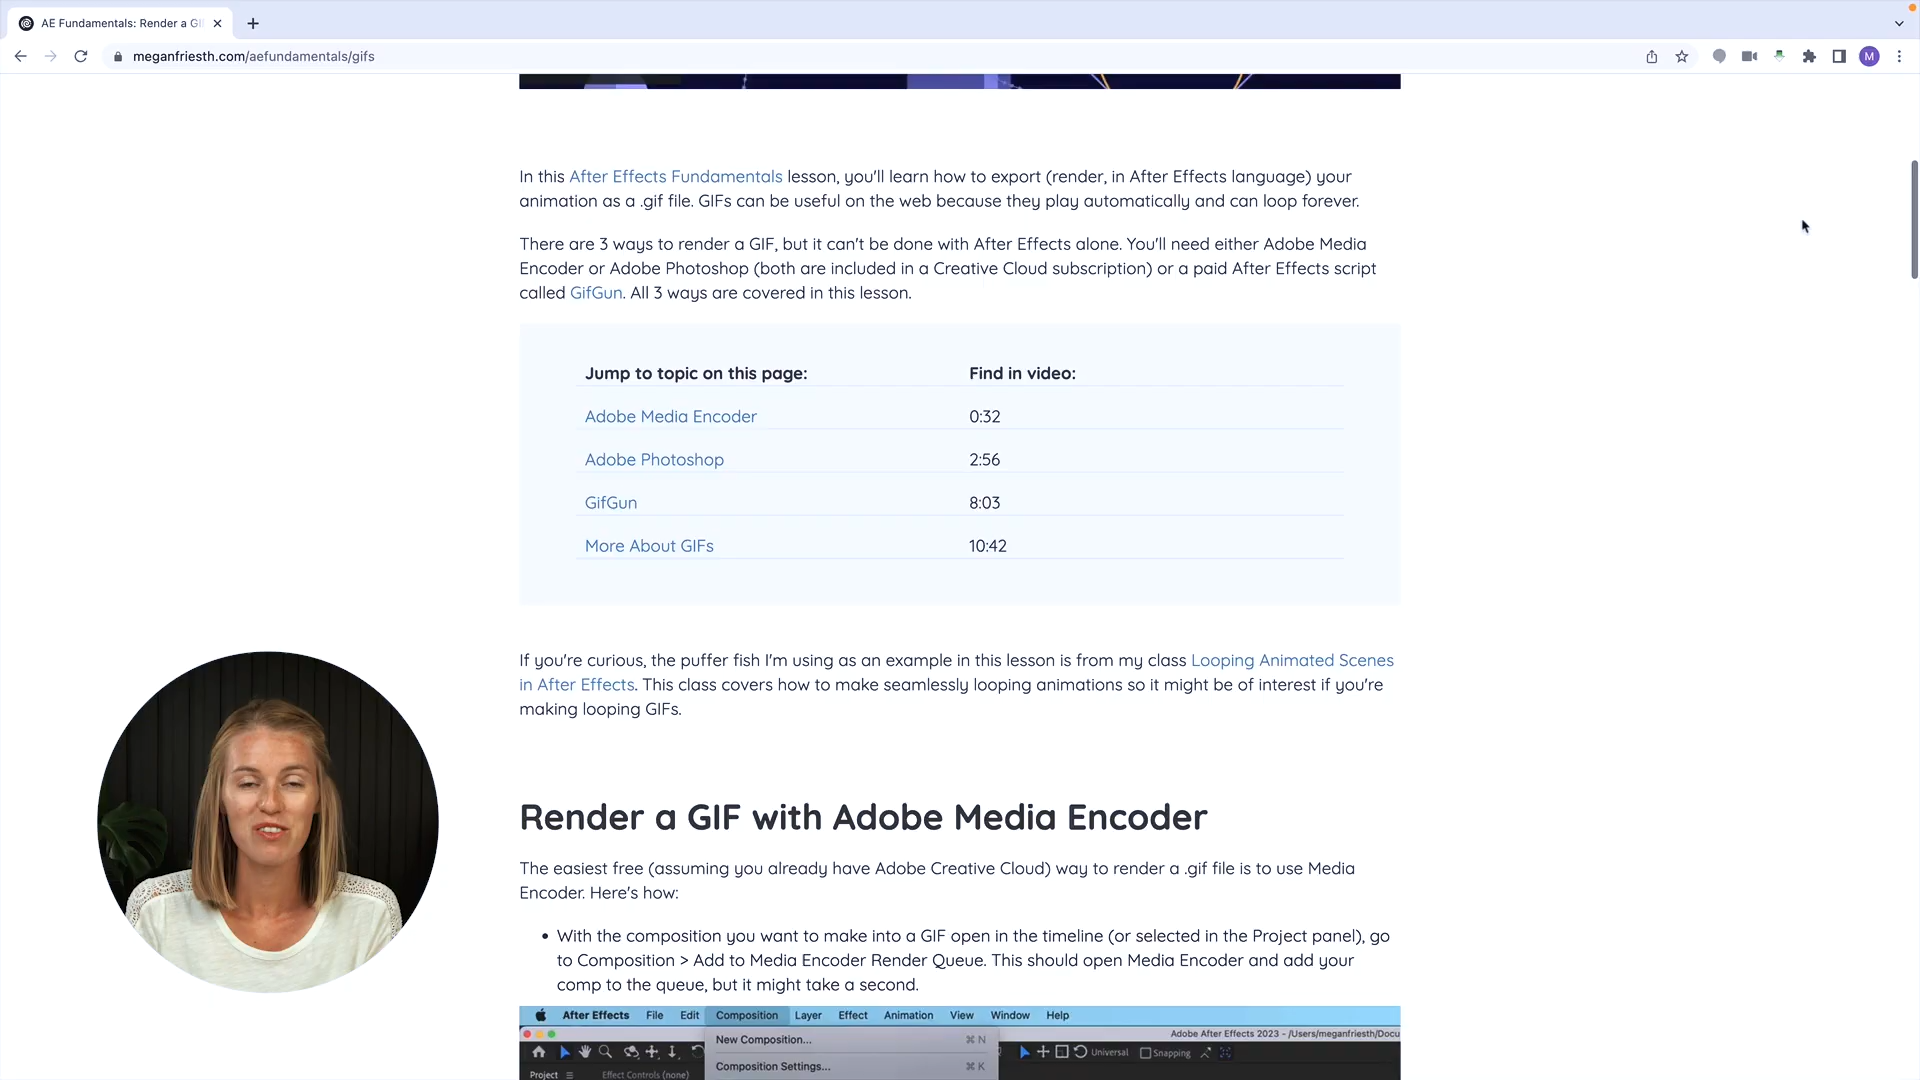 AE Fundamentals: Render a GI
meganfriesth.com/aefundamentals/gifs
M
In this After Effects Fundamentals lesson, you'll learn how to export (render, in After Effects language) your
animation as a .gif file. GIFs can be useful on the web because they play automatically and can loop forever.
There are 3 ways to render a GIF, but it can't be done with After Effects alone. You'll need either Adobe Media
Encoder or Adobe Photoshop (both are included in a Creative Cloud subscription) or a paid After Effects script
called GifGun. All 3 ways are covered in this lesson.
Jump to topic on this page: Find in video:
Adobe Media Encoder 0:32
Adobe Photoshop 2:56
GifGun 8:03
More About GIFs 10:42
If you're curious, the puffer fish I'm using as an example in this lesson is from my class Looping Animated Scenes
in After Effects. This class covers how to make seamlessly looping animations so it might be of interest if you're
making looping GIFs.
Render a GIF with Adobe Media Encoder
The easiest free (assuming you already have Adobe Creative Cloud) way to render a .gif file is to use Media
Encoder. Here's how:
• With the composition you want to make into a GIF open in the timeline (or selected in the Project panel), go
to Composition > Add to Media Encoder Render Queue. This should open Media Encoder and add your
comp to the queue, but it might take a second.
After Effects File Edit Composition Layer Effect Animation View Window Help
Adobe After Effects 2023 - /Users/meganfriesth/Docu
New Composition... ⌘ N
Universal Snapping
Composition Settings... ⌘ K
Project Effect Controls (none)